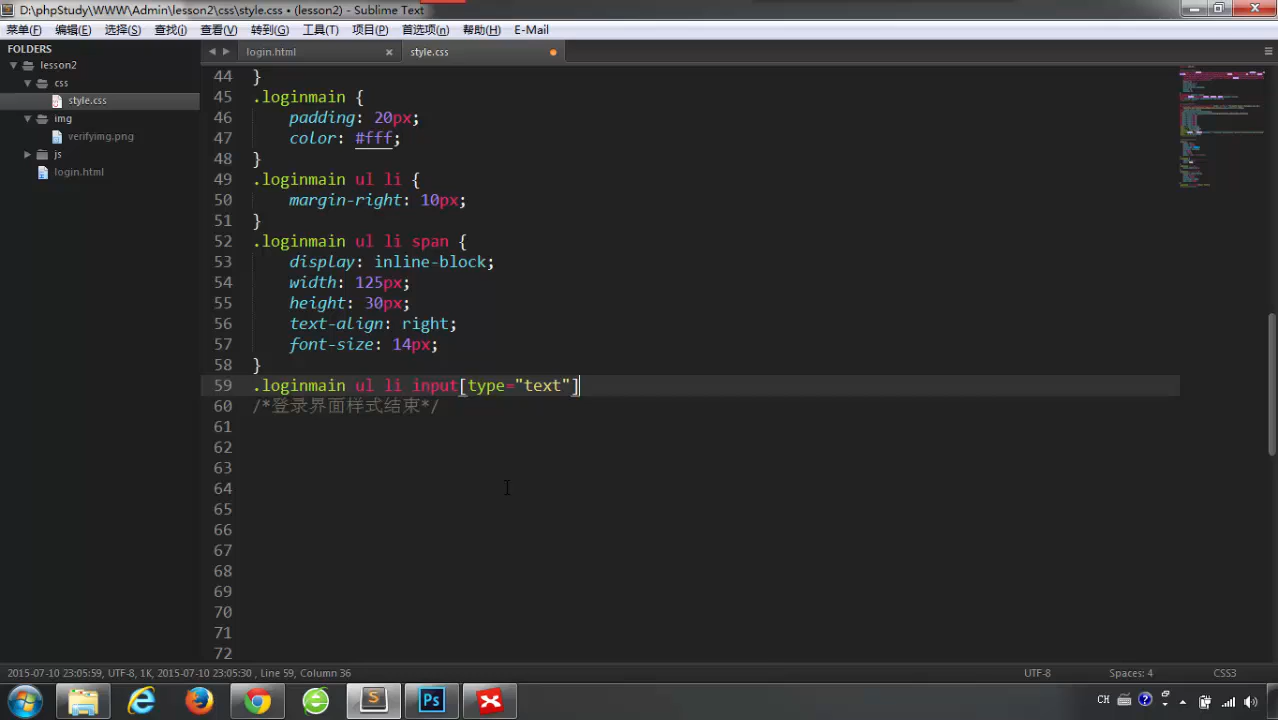 D:\phpStudy\WWW\Admin\lesson2\css\style.css • (lesson2) - Sublime Text
菜单(F) 编辑(E) 选择(S) 查找(I) 查看(V) 转到(G) 工具(T) 项目(P) 首选项(n) 帮助(H) E-Mail
FOLDERS
lesson2
css
style.css
img
verifyimg.png
js
login.html
login.html × style.css
44 }
45 .loginmain {
46 padding: 20px;
47 color: #fff;
48 }
49 .loginmain ul li {
50 margin-right: 10px;
51 }
52 .loginmain ul li span {
53 display: inline-block;
54 width: 125px;
55 height: 30px;
56 text-align: right;
57 font-size: 14px;
58 }
59 .loginmain ul li input[type="text"]
60 /*登录界面样式结束*/
61
62
63
64
65
66
67
68
69
70
71
72
2015-07-10 23:05:59, UTF-8, 1K, 2015-07-10 23:05:30 , Line 59, Column 36 UTF-8 Spaces: 4 CSS3
Ps CH